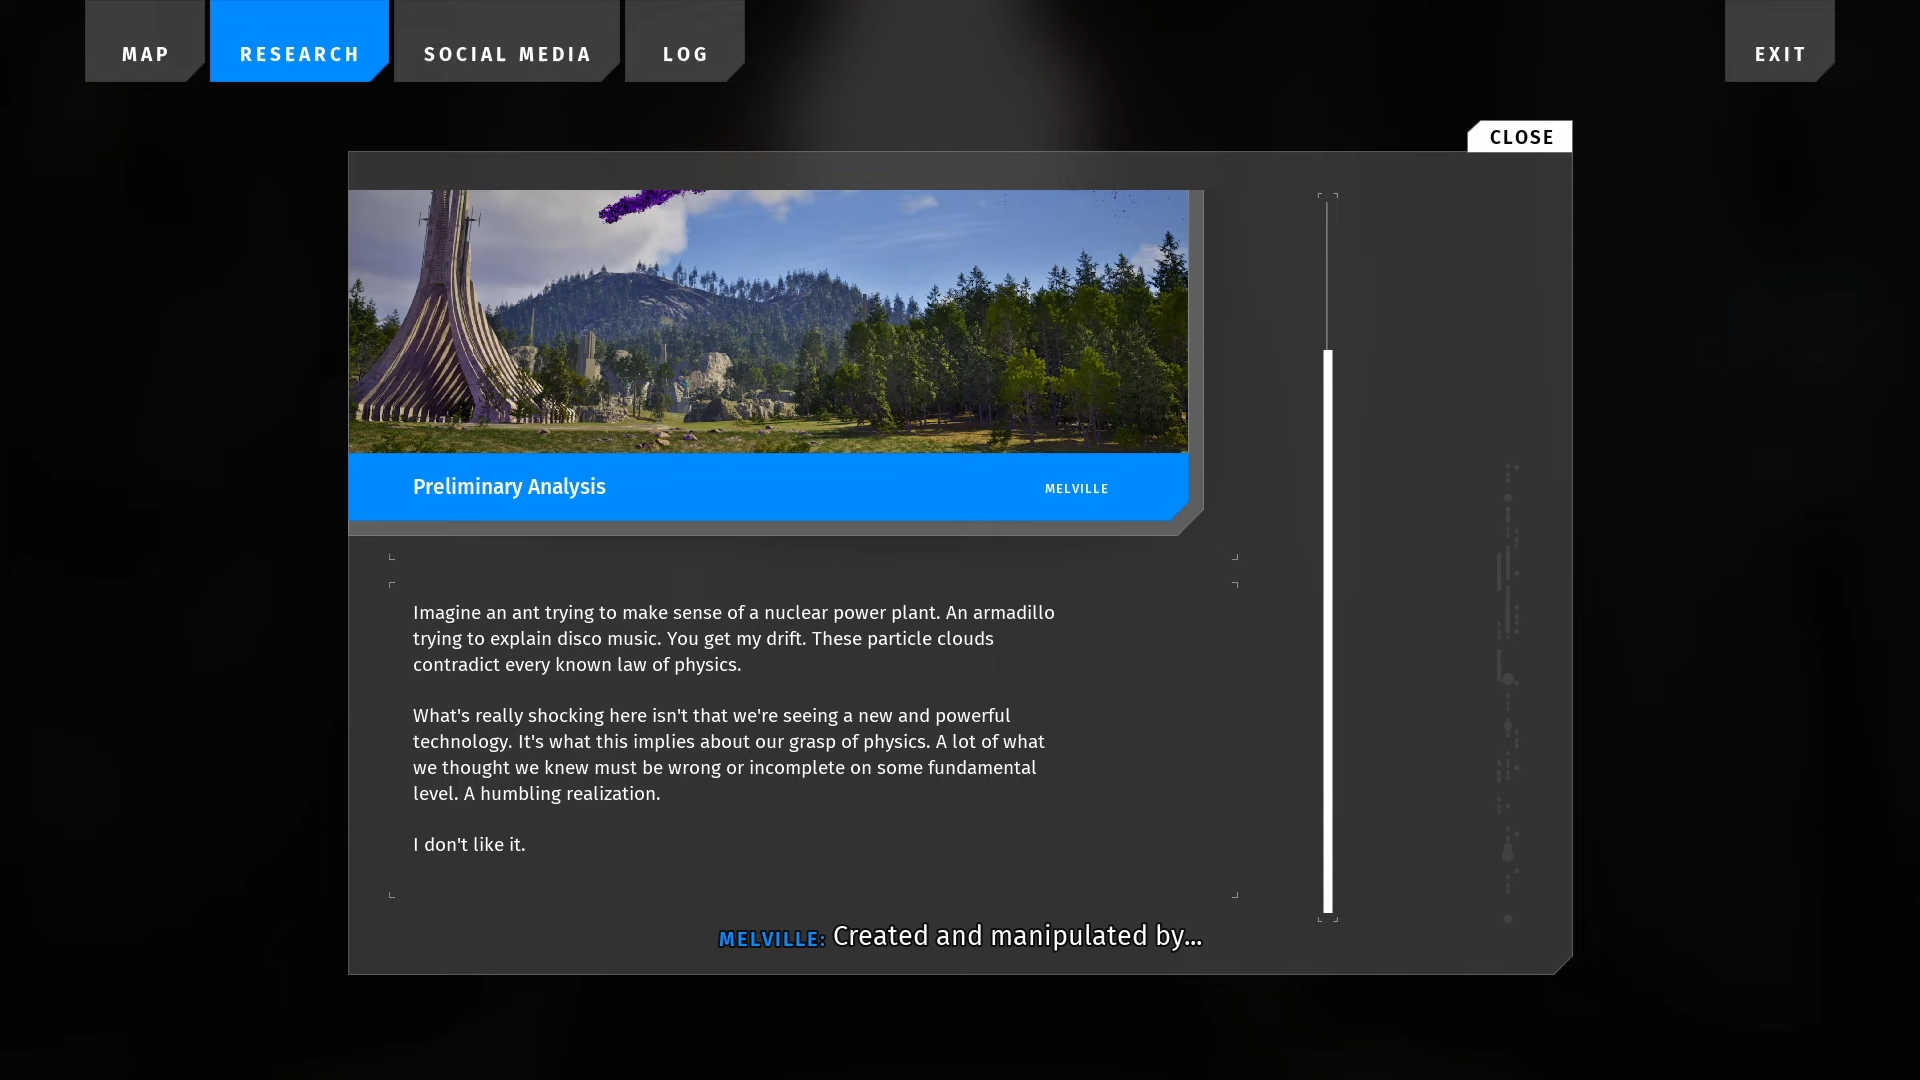 MAP
RESEARCH
SOCIAL MEDIA
LOG
EXIT
CLOSE
Preliminary Analysis
MELVILLE
Imagine an ant trying to make sense of a nuclear power plant. An armadillo
trying to explain disco music. You get my drift. These particle clouds
contradict every known law of physics.
What's really shocking here isn't that we're seeing a new and powerful
technology. It's what this implies about our grasp of physics. A lot of what
we thought we knew must be wrong or incomplete on some fundamental
level. A humbling realization.
I don't like it.
MELVILLE: Created and manipulated by...